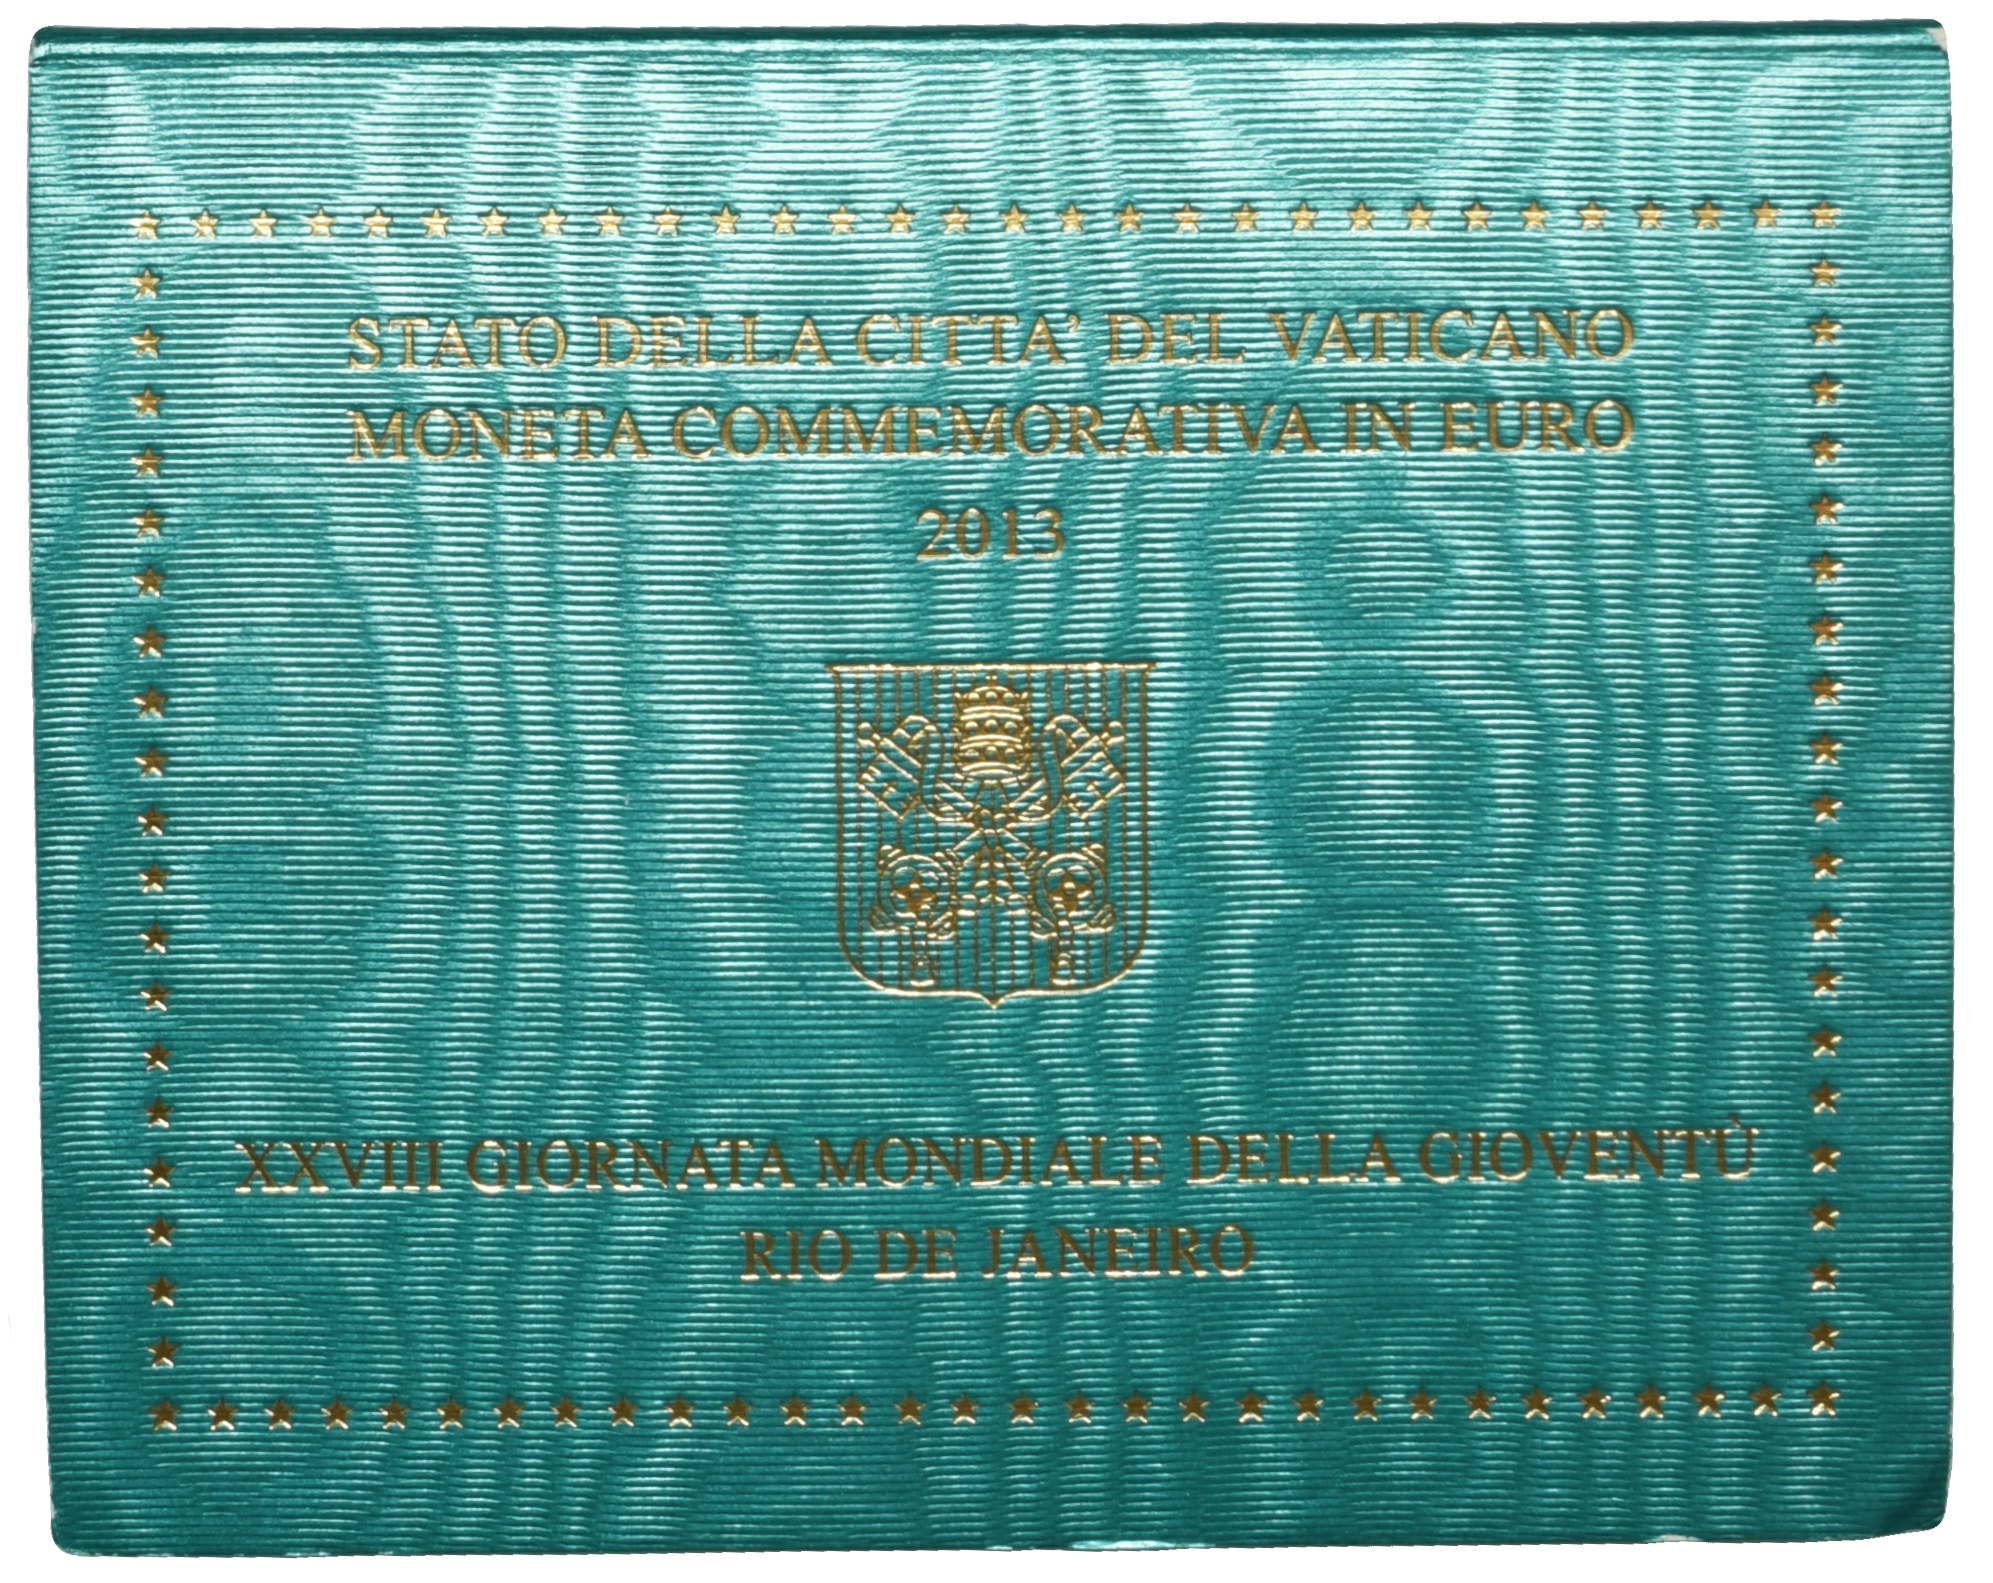 STATO DELLA CITTA' DEL VATICANO
MONETA COMMEMORATIVA IN EURO
2013
XXVIII GIORNATA MONDIALE DELLA GIOVENTÙ
RIO DE JANEIRO